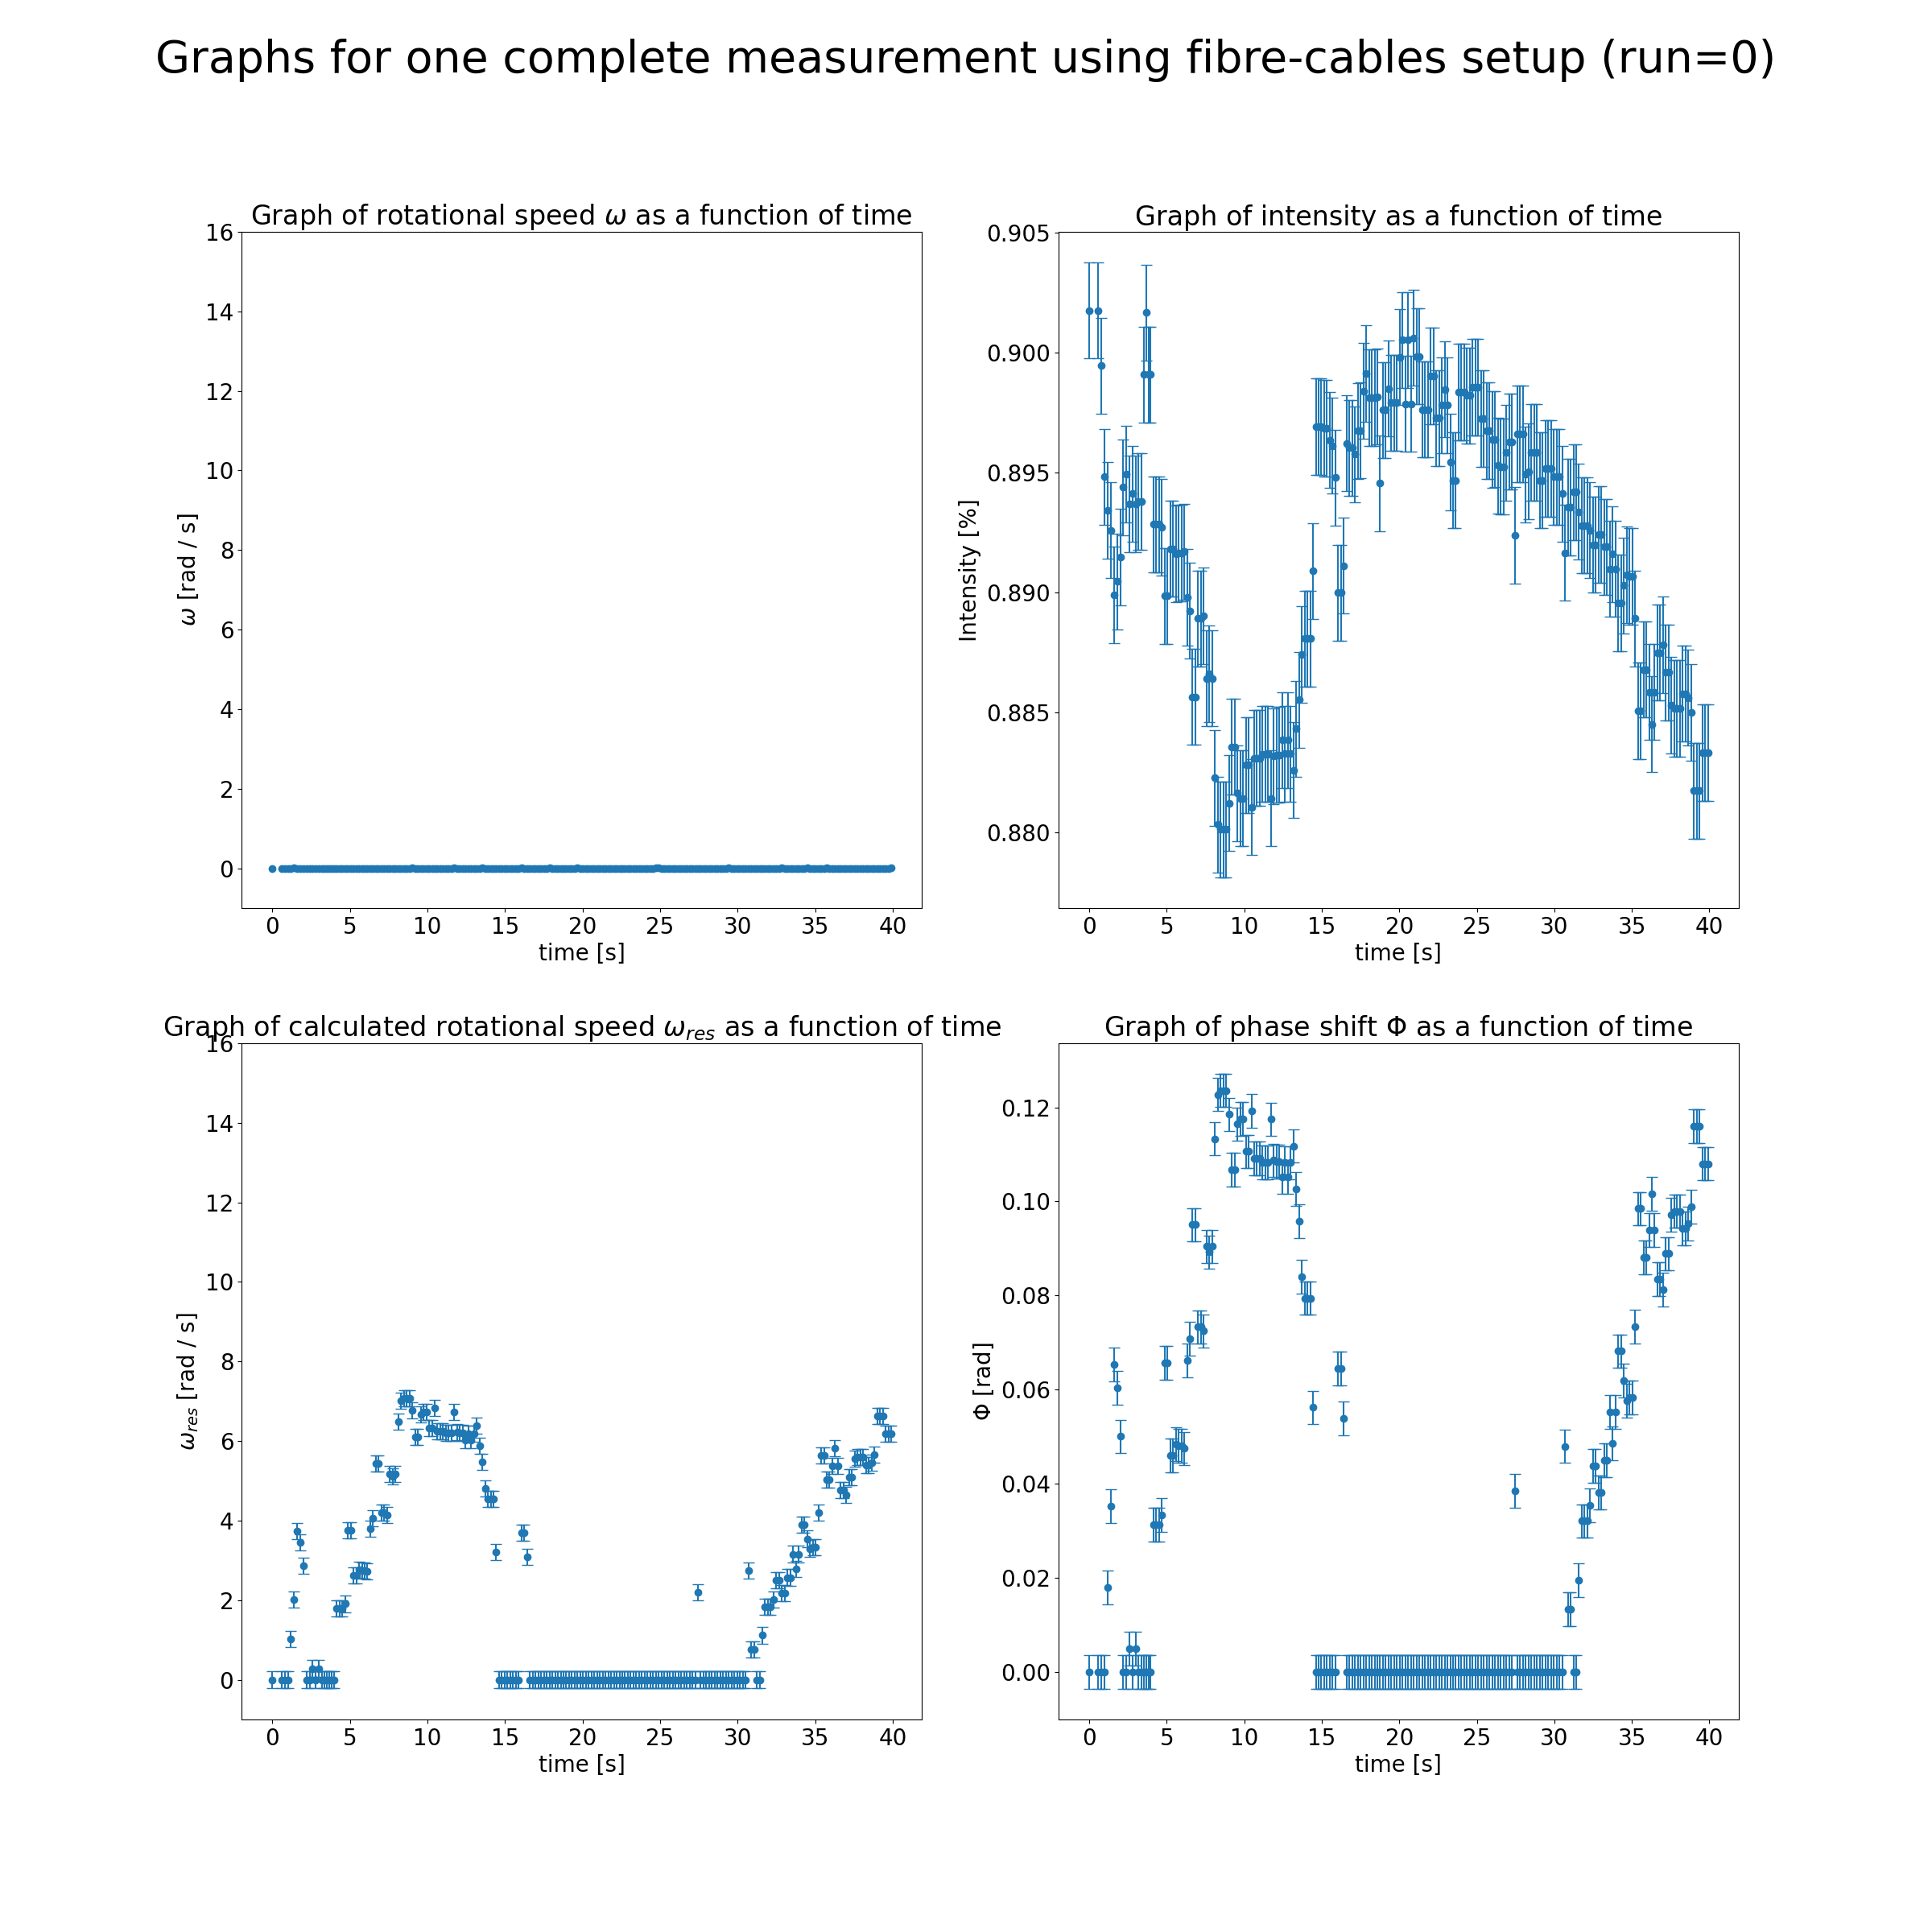 Graphs for one complete measurement using fibre-cables setup (run=0)
Graph of rotational speed ω as a function of time
16
14
12
10
8
6
4
2
0
ω [rad / s]
0 5 10 15 20 25 30 35 40
time [s]
Graph of intensity as a function of time
0.905
0.900
0.895
0.890
0.885
0.880
Intensity [%]
0 5 10 15 20 25 30 35 40
time [s]
Graph of calculated rotational speed ω_res as a function of time
16
14
12
10
8
6
4
2
0
ω_res [rad / s]
0 5 10 15 20 25 30 35 40
time [s]
Graph of phase shift Φ as a function of time
0.12
0.10
0.08
0.06
0.04
0.02
0.00
Φ [rad]
0 5 10 15 20 25 30 35 40
time [s]